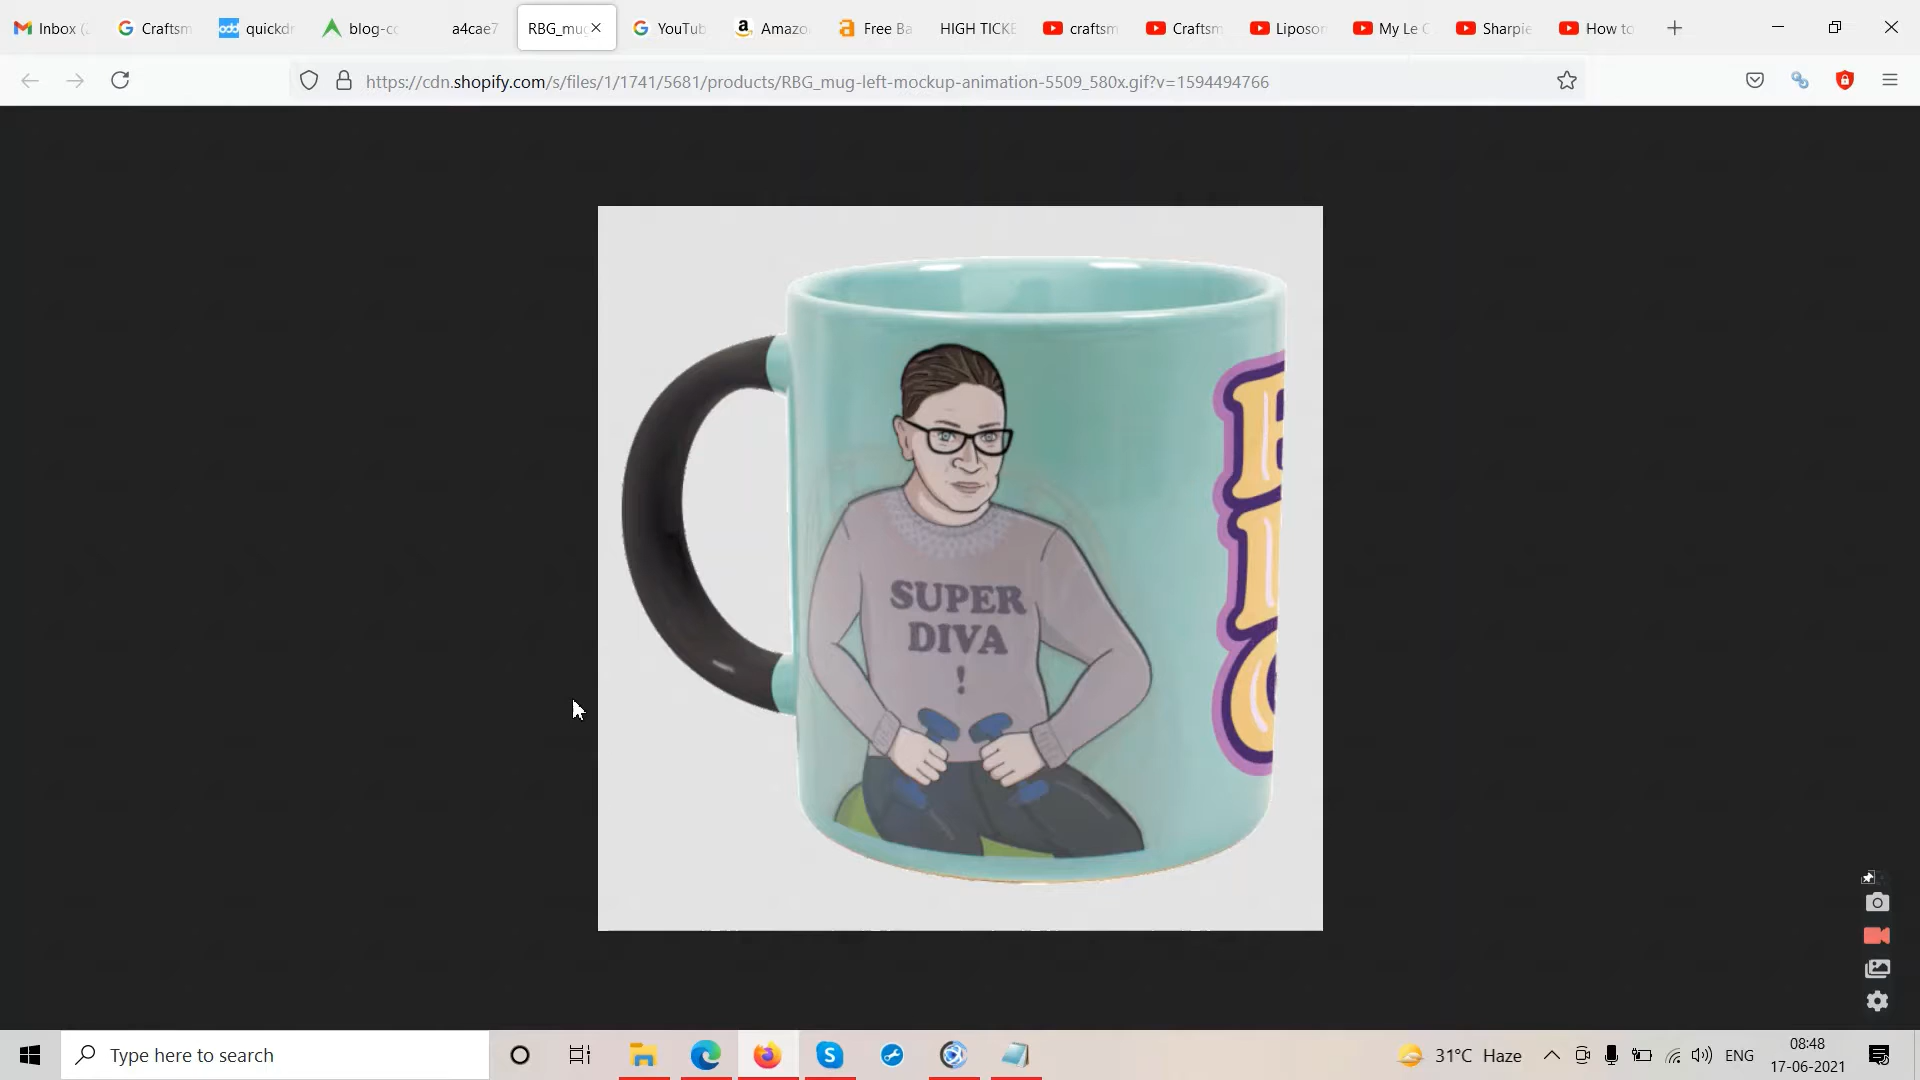 Inbox (
Craftsm
quickdr
blog-co
a4cae7
RBG_mug
YouTub
Amazo
Free Ba
HIGH TICKE
craftsm
Craftsm
Liposor
My Le C
Sharpie
How to
https://cdn.shopify.com/s/files/1/1741/5681/products/RBG_mug-left-mockup-animation-5509_580x.gif?v=1594494766
SUPER
DIVA
!
Type here to search
31°C Haze
ENG
08:48
17-06-2021